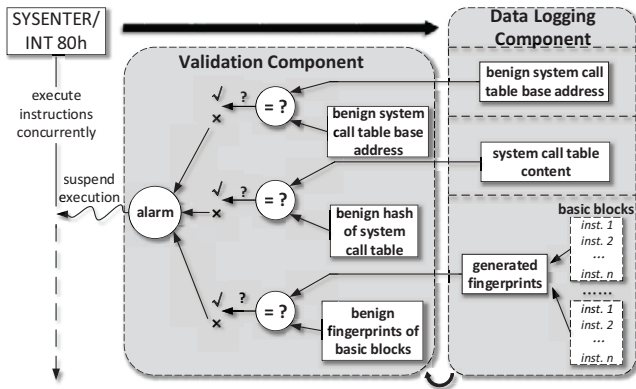 SYSENTER/
INT 80h
execute
instructions
concurrently
suspend
execution
alarm
Validation Component
√
?
×
= ?
benign system
call table base
address
√
?
×
= ?
benign hash
of system
call table
√
?
×
= ?
benign
fingerprints of
basic blocks
Data Logging
Component
benign system call
table base address
system call table
content
basic blocks
generated
fingerprints
inst. 1
inst. 2
...
inst. n
......
inst. 1
inst. 2
...
inst. n